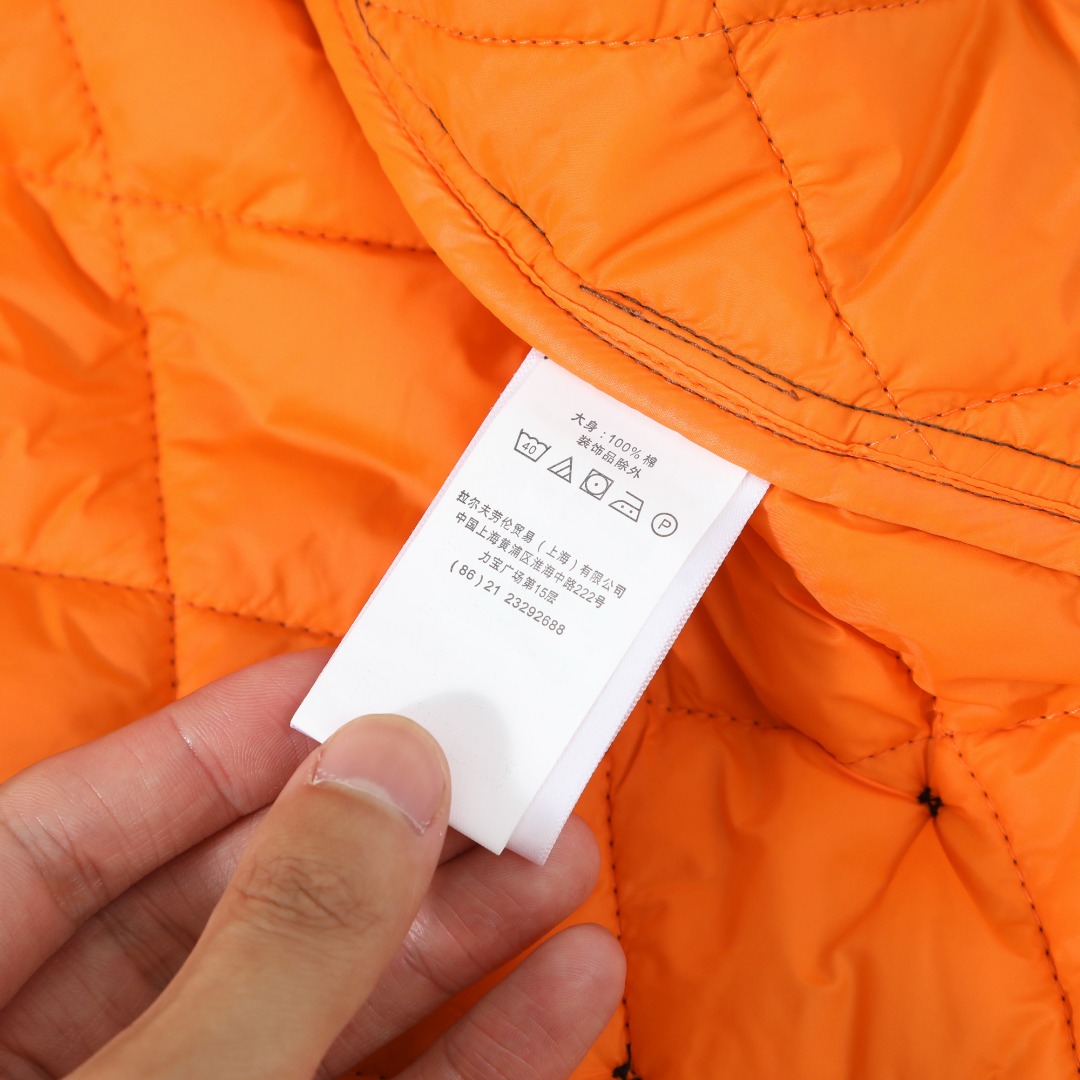 大身 : 100% 棉
装饰品除外
40
P
拉尔夫劳伦贸易 ( 上海 ) 有限公司
中国上海黄浦区淮海中路222号
力宝广场第15层
( 86 ) 21 23292688